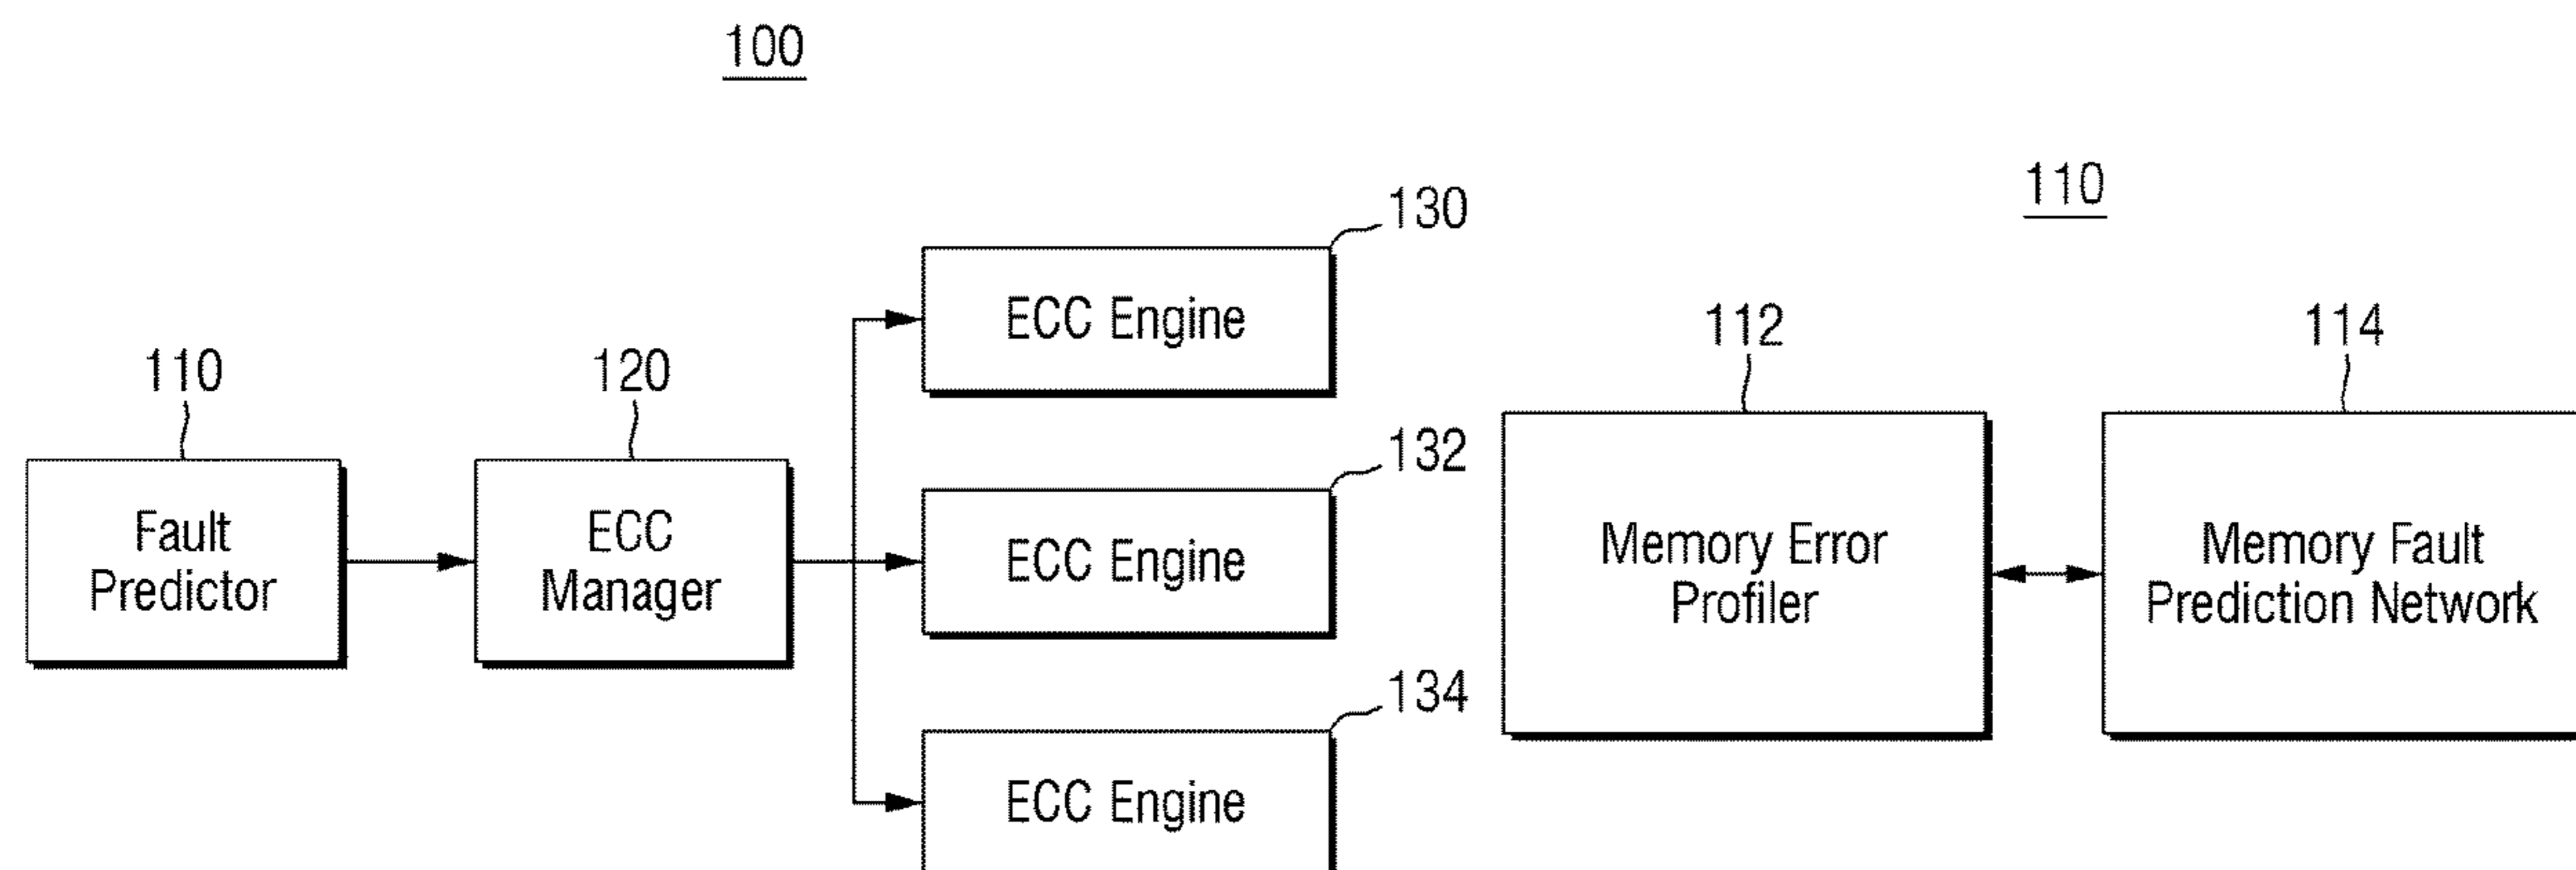 100
110
120
Fault
Predictor
ECC
Manager
130
ECC Engine
132
ECC Engine
134
ECC Engine
110
112
Memory Error
Profiler
114
Memory Fault
Prediction Network